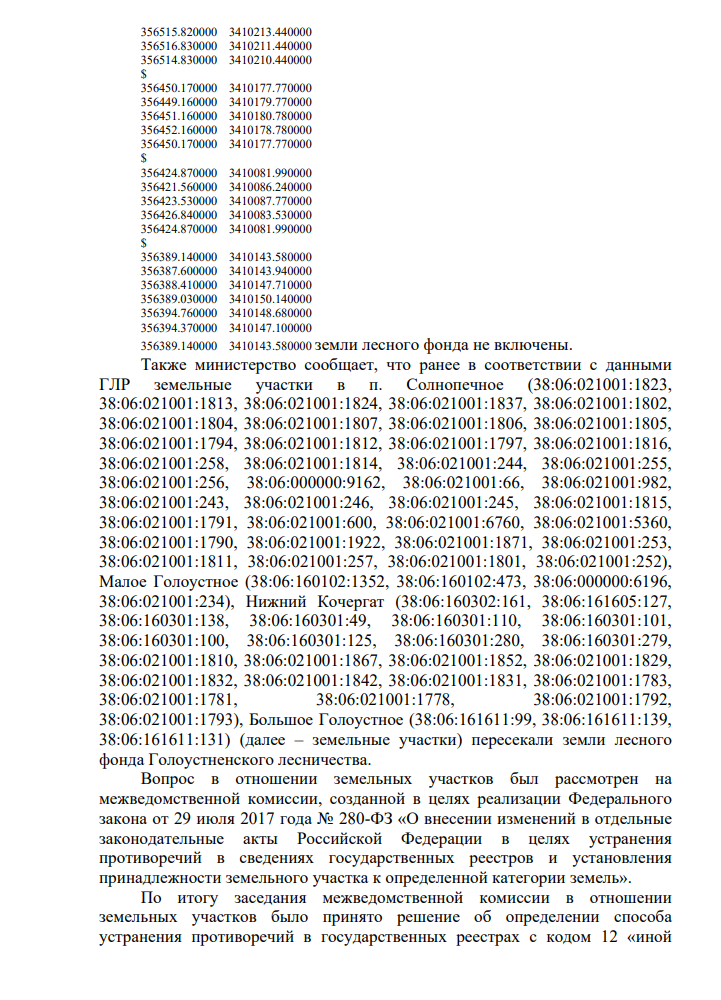 356515.820000 3410213.440000
356516.830000 3410211.440000
356514.830000 3410210.440000
$
356450.170000 3410177.770000
356449.160000 3410179.770000
356451.160000 3410180.780000
356452.160000 3410178.780000
356450.170000 3410177.770000
$
356424.870000 3410081.990000
356421.560000 3410086.240000
356423.530000 3410087.770000
356426.840000 3410083.530000
356424.870000 3410081.990000
$
356389.140000 3410143.580000
356387.600000 3410143.940000
356388.410000 3410147.710000
356389.030000 3410150.140000
356394.760000 3410148.680000
356394.370000 3410147.100000
356389.140000 3410143.580000 земли лесного фонда не включены.
Также министерство сообщает, что ранее в соответствии с данными
ГЛР земельные участки в п. Солнопечное (38:06:021001:1823,
38:06:021001:1813, 38:06:021001:1824, 38:06:021001:1837, 38:06:021001:1802,
38:06:021001:1804, 38:06:021001:1807, 38:06:021001:1806, 38:06:021001:1805,
38:06:021001:1794, 38:06:021001:1812, 38:06:021001:1797, 38:06:021001:1816,
38:06:021001:258, 38:06:021001:1814, 38:06:021001:244, 38:06:021001:255,
38:06:021001:256, 38:06:000000:9162, 38:06:021001:66, 38:06:021001:982,
38:06:021001:243, 38:06:021001:246, 38:06:021001:245, 38:06:021001:1815,
38:06:021001:1791, 38:06:021001:600, 38:06:021001:6760, 38:06:021001:5360,
38:06:021001:1790, 38:06:021001:1922, 38:06:021001:1871, 38:06:021001:253,
38:06:021001:1811, 38:06:021001:257, 38:06:021001:1801, 38:06:021001:252),
Малое Голоустное (38:06:160102:1352, 38:06:160102:473, 38:06:000000:6196,
38:06:021001:234), Нижний Кочергат (38:06:160302:161, 38:06:161605:127,
38:06:160301:138, 38:06:160301:49, 38:06:160301:110, 38:06:160301:101,
38:06:160301:100, 38:06:160301:125, 38:06:160301:280, 38:06:160301:279,
38:06:021001:1810, 38:06:021001:1867, 38:06:021001:1852, 38:06:021001:1829,
38:06:021001:1832, 38:06:021001:1842, 38:06:021001:1831, 38:06:021001:1783,
38:06:021001:1781, 38:06:021001:1778, 38:06:021001:1792,
38:06:021001:1793), Большое Голоустное (38:06:161611:99, 38:06:161611:139,
38:06:161611:131) (далее – земельные участки) пересекали земли лесного
фонда Голоустненского лесничества.
Вопрос в отношении земельных участков был рассмотрен на
межведомственной комиссии, созданной в целях реализации Федерального
закона от 29 июля 2017 года № 280-ФЗ «О внесении изменений в отдельные
законодательные акты Российской Федерации в целях устранения
противоречий в сведениях государственных реестров и установления
принадлежности земельного участка к определенной категории земель».
По итогу заседания межведомственной комиссии в отношении
земельных участков было принято решение об определении способа
устранения противоречий в государственных реестрах с кодом 12 «иной